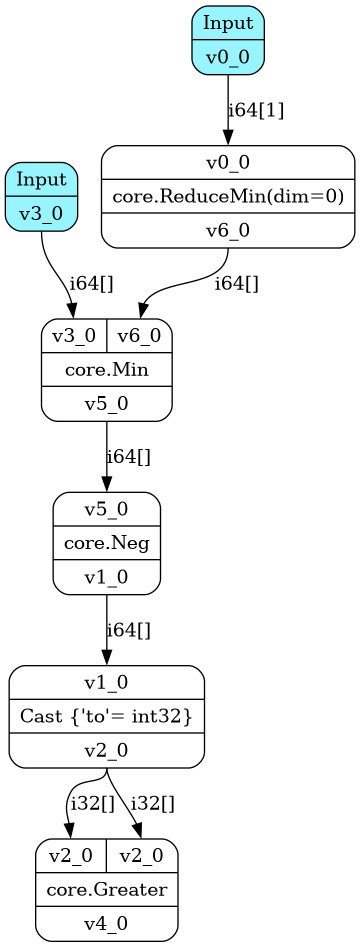 Input
v0_0
i64[1]
Input
v3_0
v0_0
core.ReduceMin(dim=0)
v6_0
i64[]
i64[]
v3_0 v6_0
core.Min
v5_0
i64[]
v5_0
core.Neg
v1_0
i64[]
v1_0
Cast {'to'= int32}
v2_0
i32[]
i32[]
v2_0 v2_0
core.Greater
v4_0